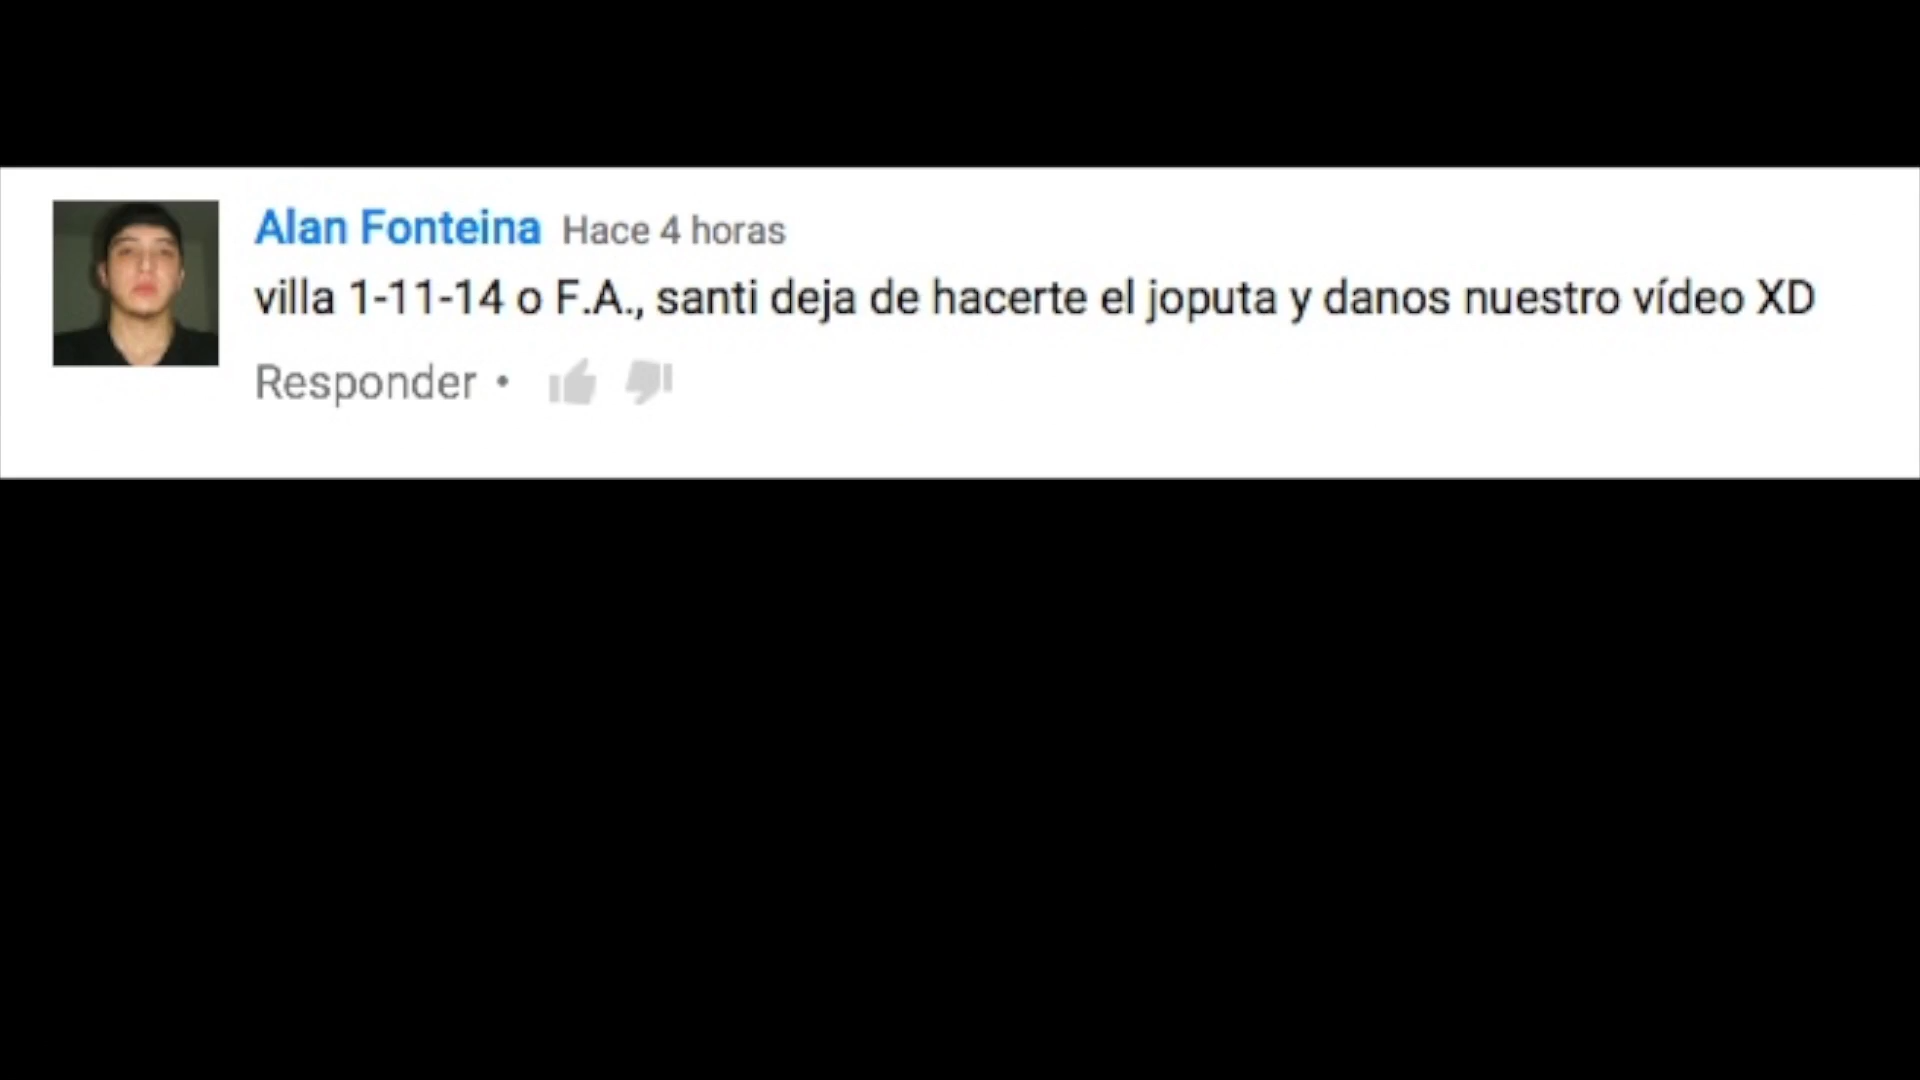 Alan Fonteina Hace 4 horas
villa 1-11-14 o F.A., santi deja de hacerte el joputa y danos nuestro vídeo XD
Responder •